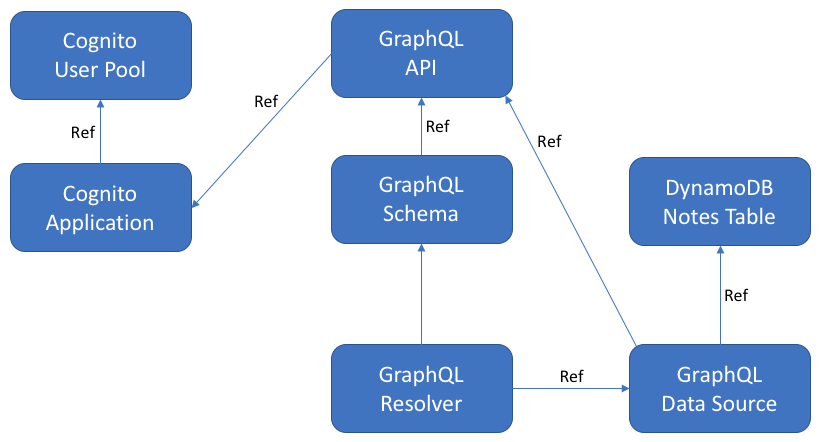 Cognito
User Pool
GraphQL
API
Ref
Ref
Ref
Ref
Cognito
Application
GraphQL
Schema
DynamoDB
Notes Table
Ref
GraphQL
Resolver
Ref
GraphQL
Data Source